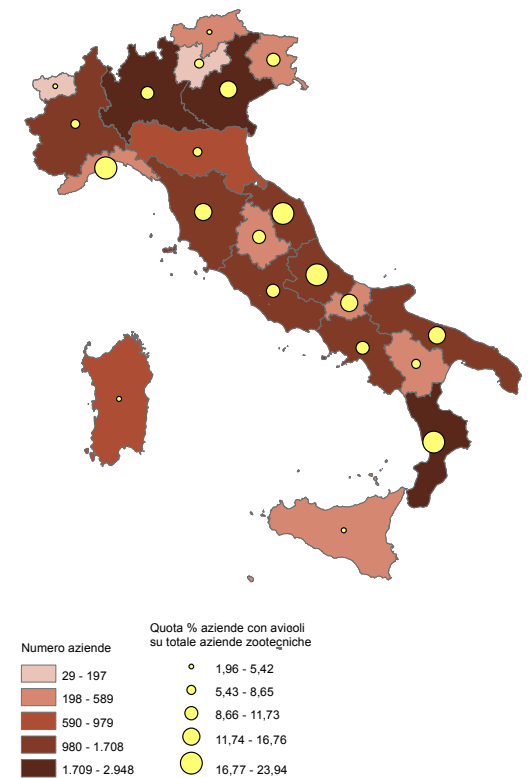 Quota % aziende con aviooli
su totale aziende zootecniche
Numero aziende
29 - 197
198 - 589
590 - 979
980 - 1.708
1.709 - 2.948
1,96 - 5,42
5,43 - 8,65
8,66 - 11,73
11,74 - 16,76
16,77 - 23,94